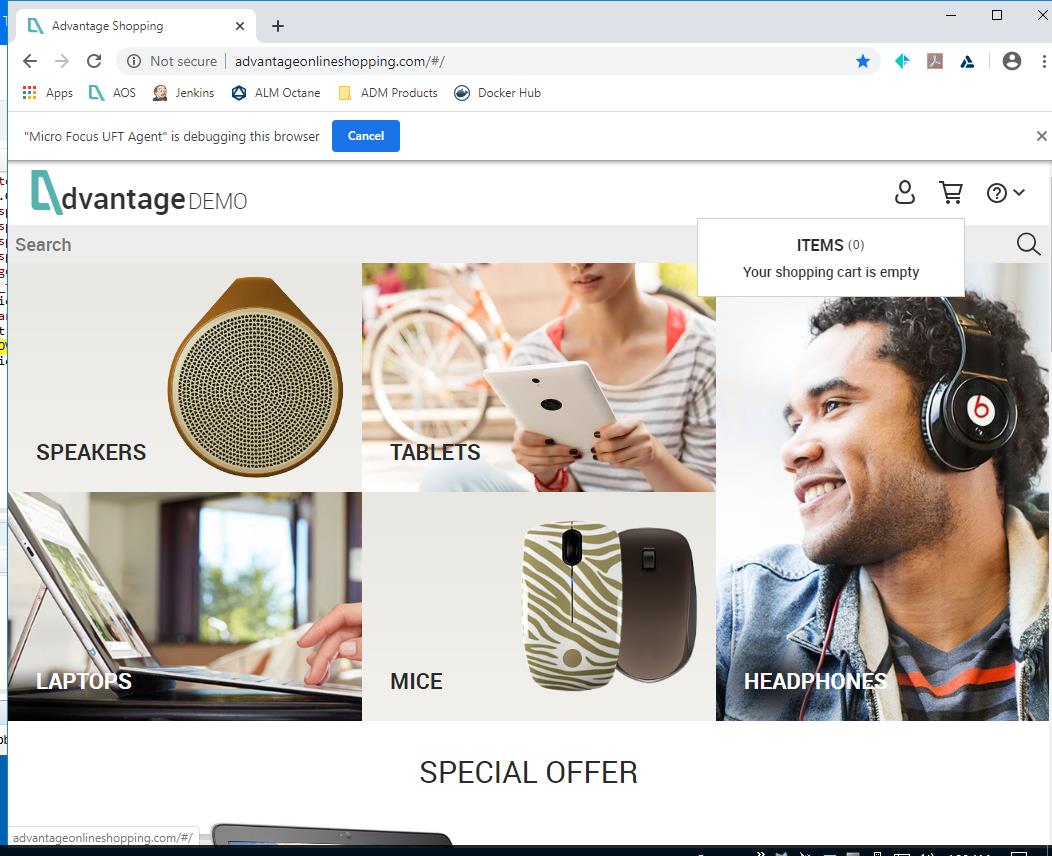 Advantage Shopping
Not secure advantageonlineshopping.com/#/
Apps AOS Jenkins ALM Octane ADM Products Docker Hub
"Micro Focus UFT Agent" is debugging this browser Cancel
dvantage DEMO
Search
ITEMS (0)
Your shopping cart is empty
SPEAKERS
TABLETS
LAPTOPS
MICE
HEADPHONES
SPECIAL OFFER
advantageonlineshopping.com/#/